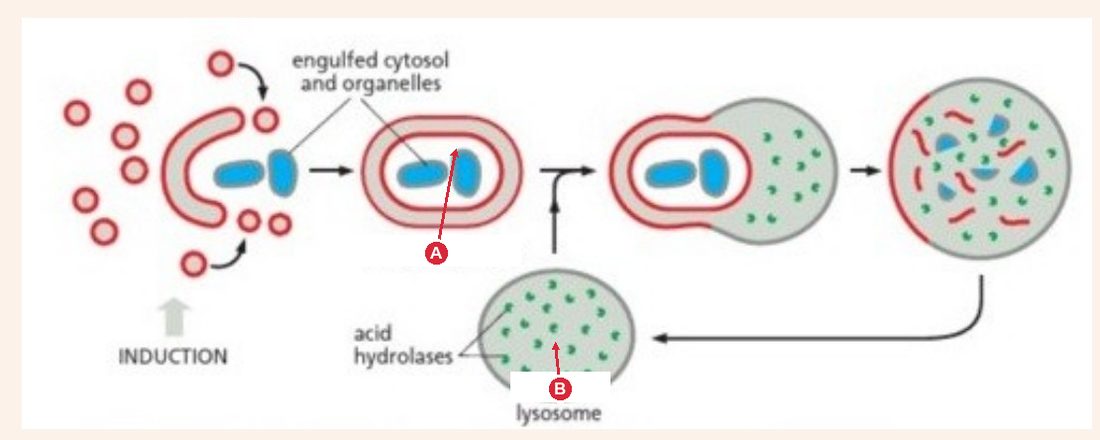 engulfed cytosol
and organelles
A
INDUCTION
acid
hydrolases
B
lysosome